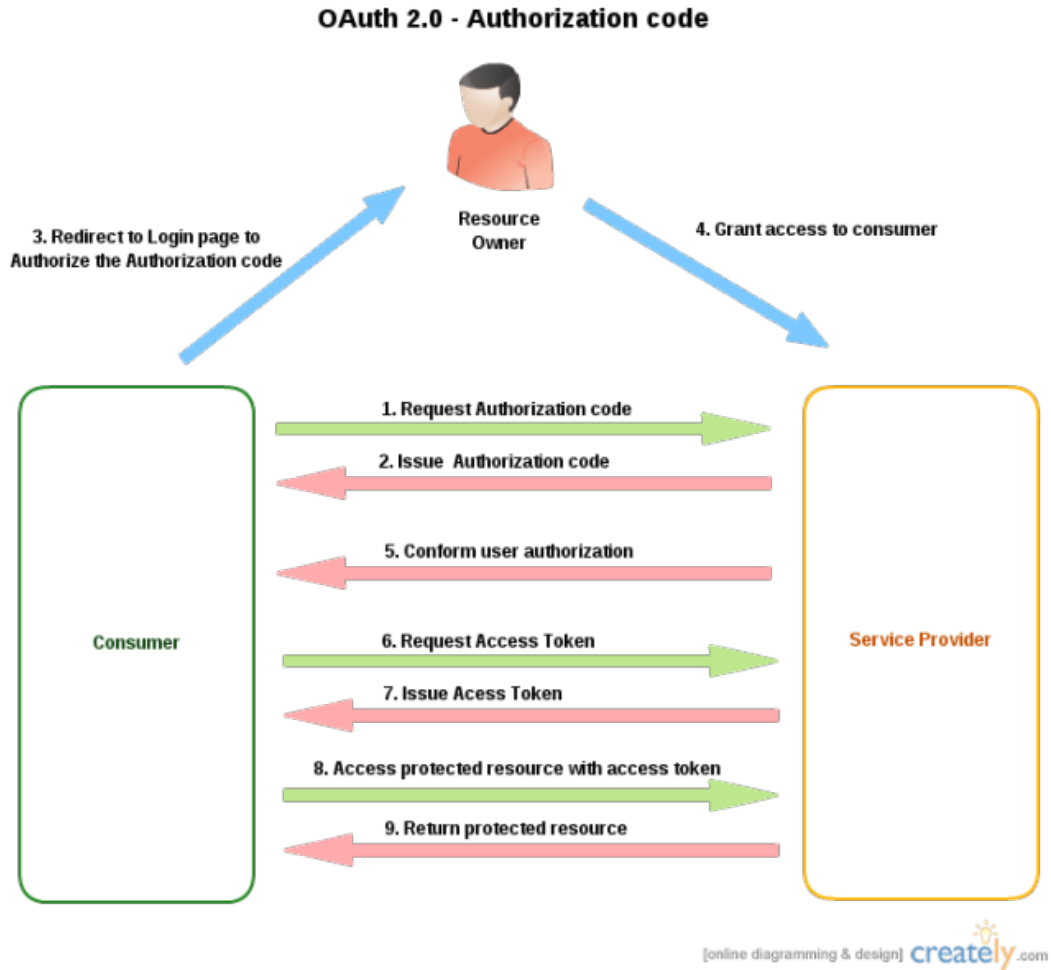 OAuth 2.0 - Authorization code
Resource
Owner
3. Redirect to Login page to
Authorize the Authorization code
4. Grant access to consumer
1. Request Authorization code
2. Issue  Authorization code
5. Conform user authorization
Consumer
6. Request Access Token
Service Provider
7. Issue Acess Token
8. Access protected resource with access token
9. Return protected resource
[online diagramming & design] creately.com